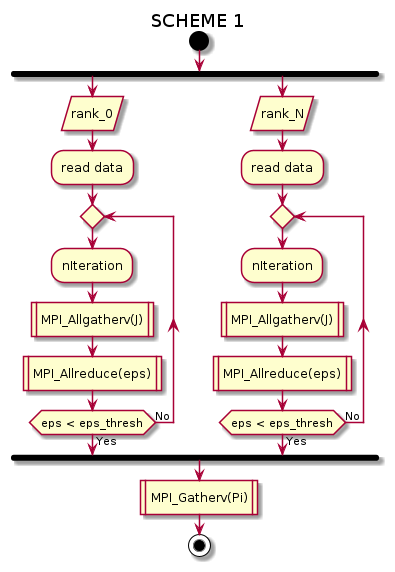 SCHEME 1
rank_0
read data
nIteration
MPI_Allgatherv(J)
MPI_Allreduce(eps)
eps < eps_thresh
No
Yes
rank_N
read data
nIteration
MPI_Allgatherv(J)
MPI_Allreduce(eps)
eps < eps_thresh
No
Yes
MPI_Gatherv(Pi)